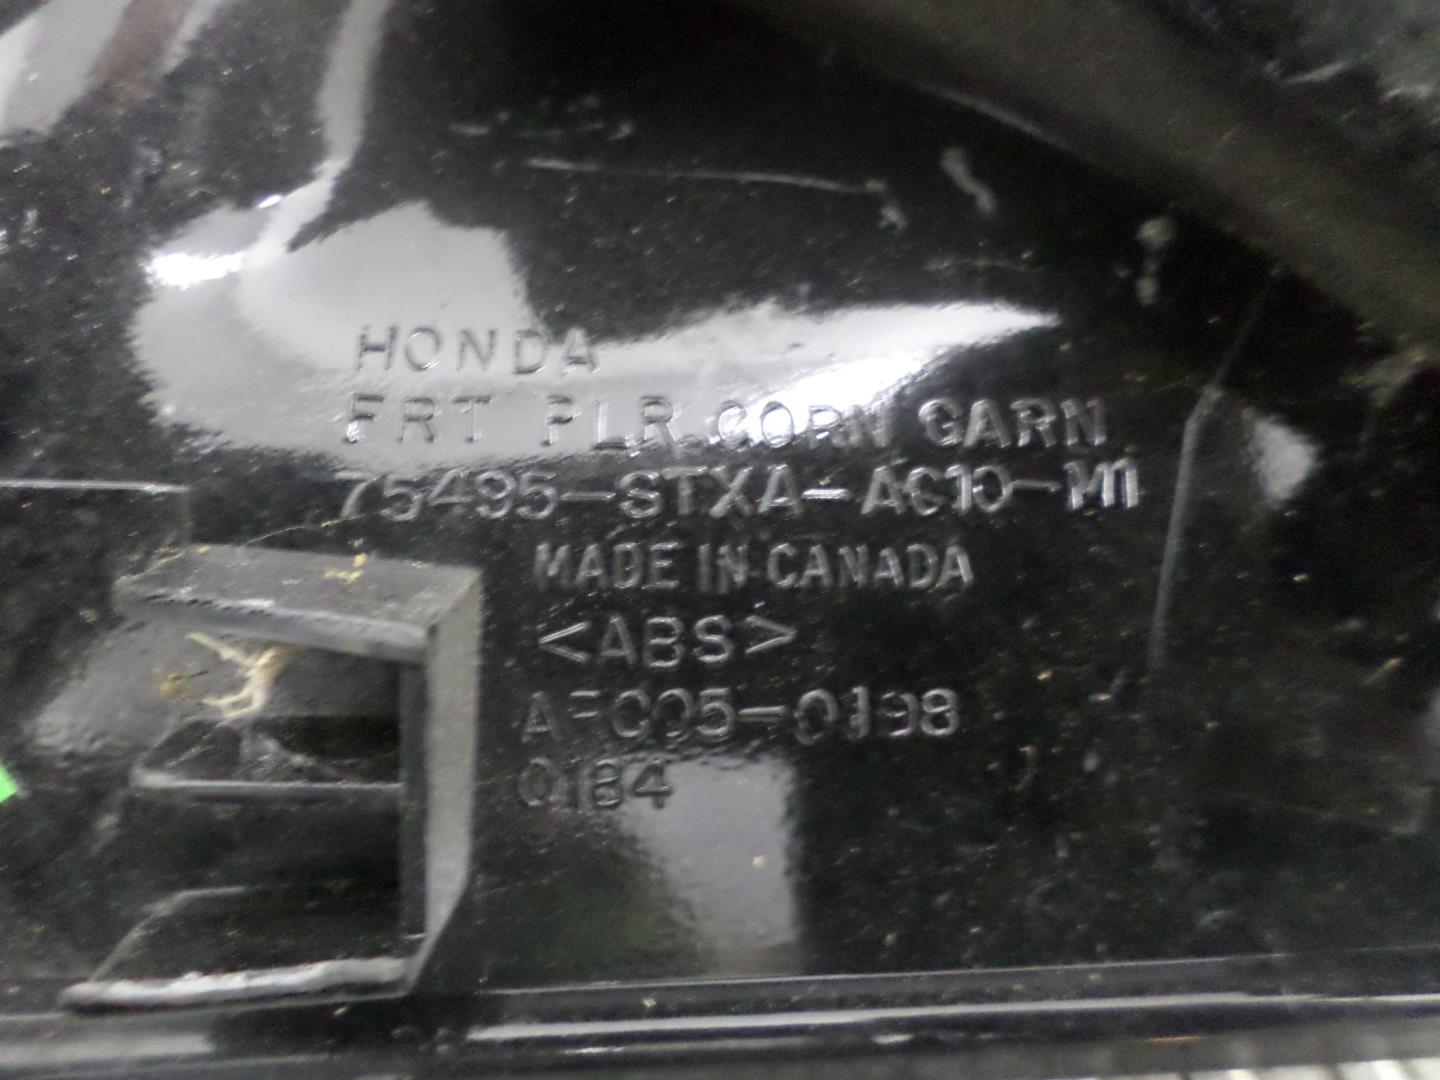 HONDA
FRT PLR CORN GARN
75495-STXA-AC10-M1
MADE IN CANADA
<ABS>
0184